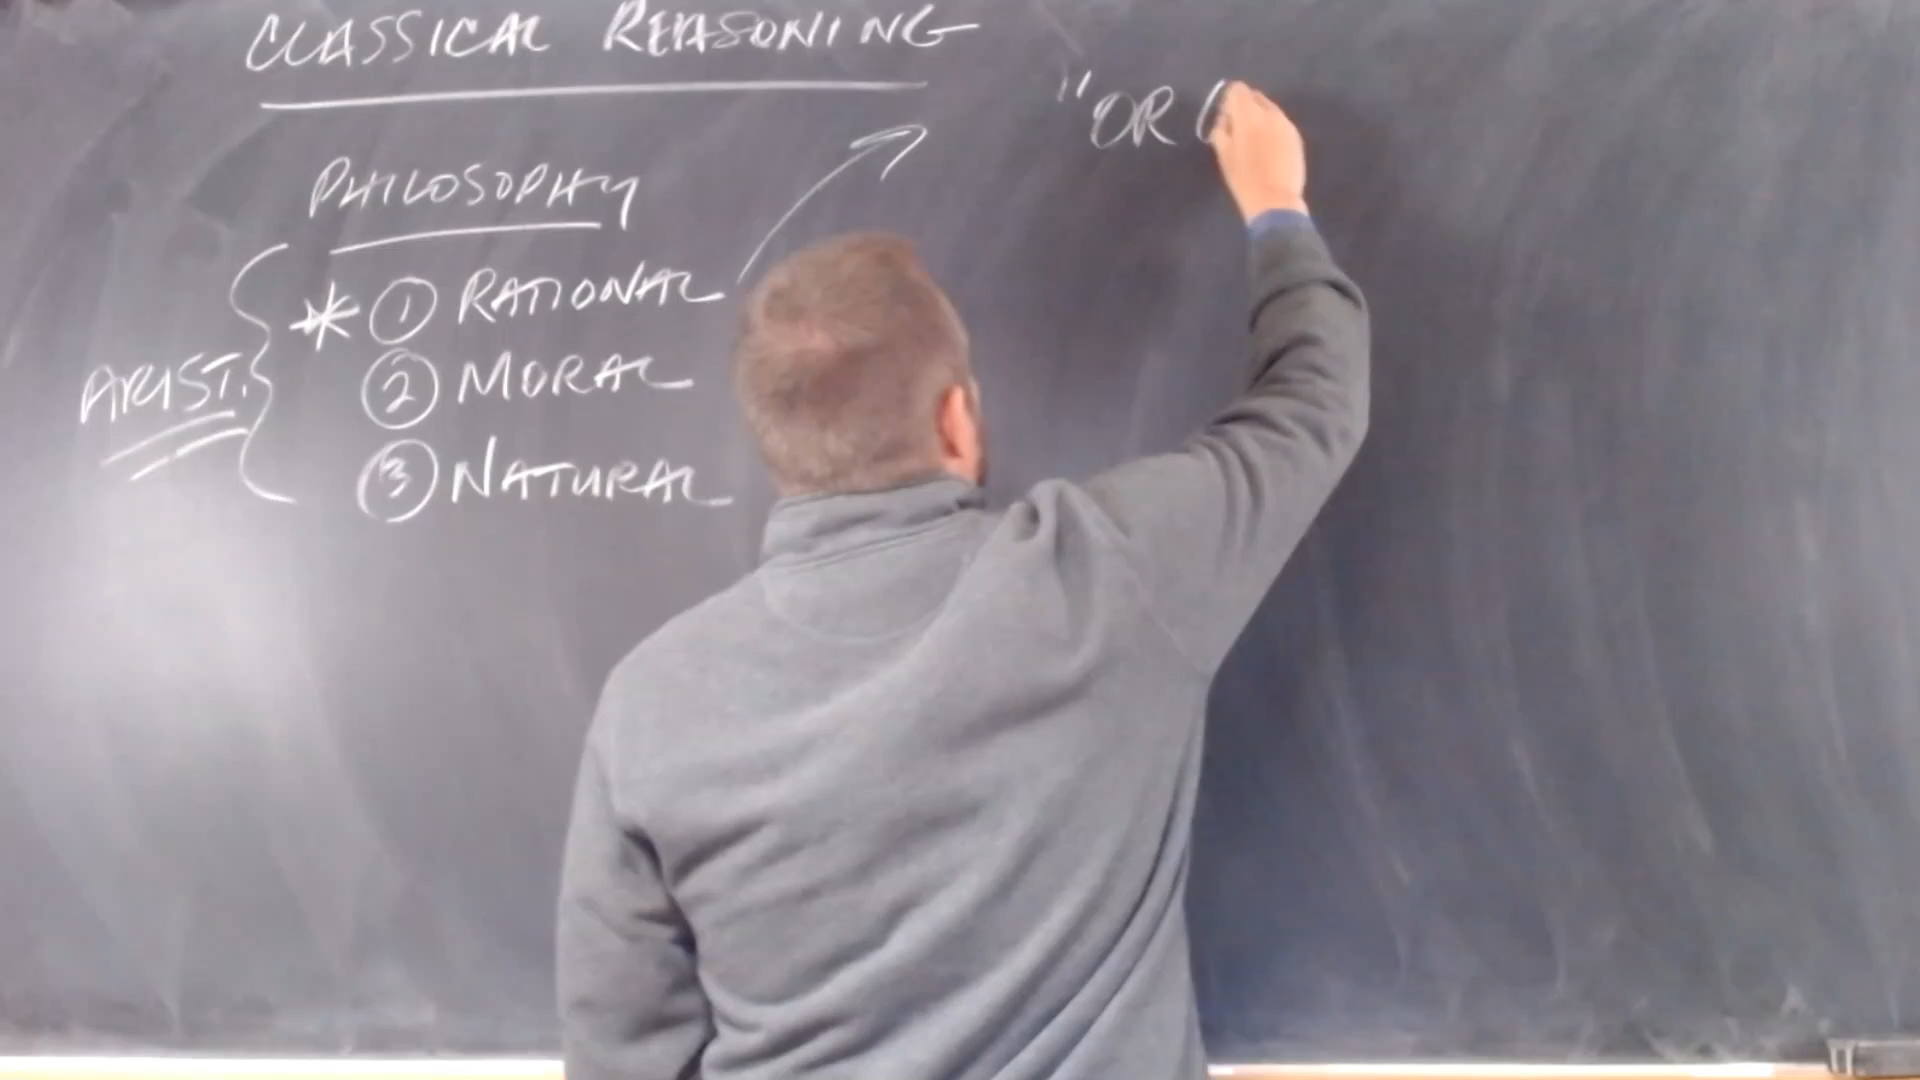 CLASSICAL REASONING
PHILOSOPHY
* ① RATIONAL
② MORAL
③ NATURAL
ARIST.
"OR